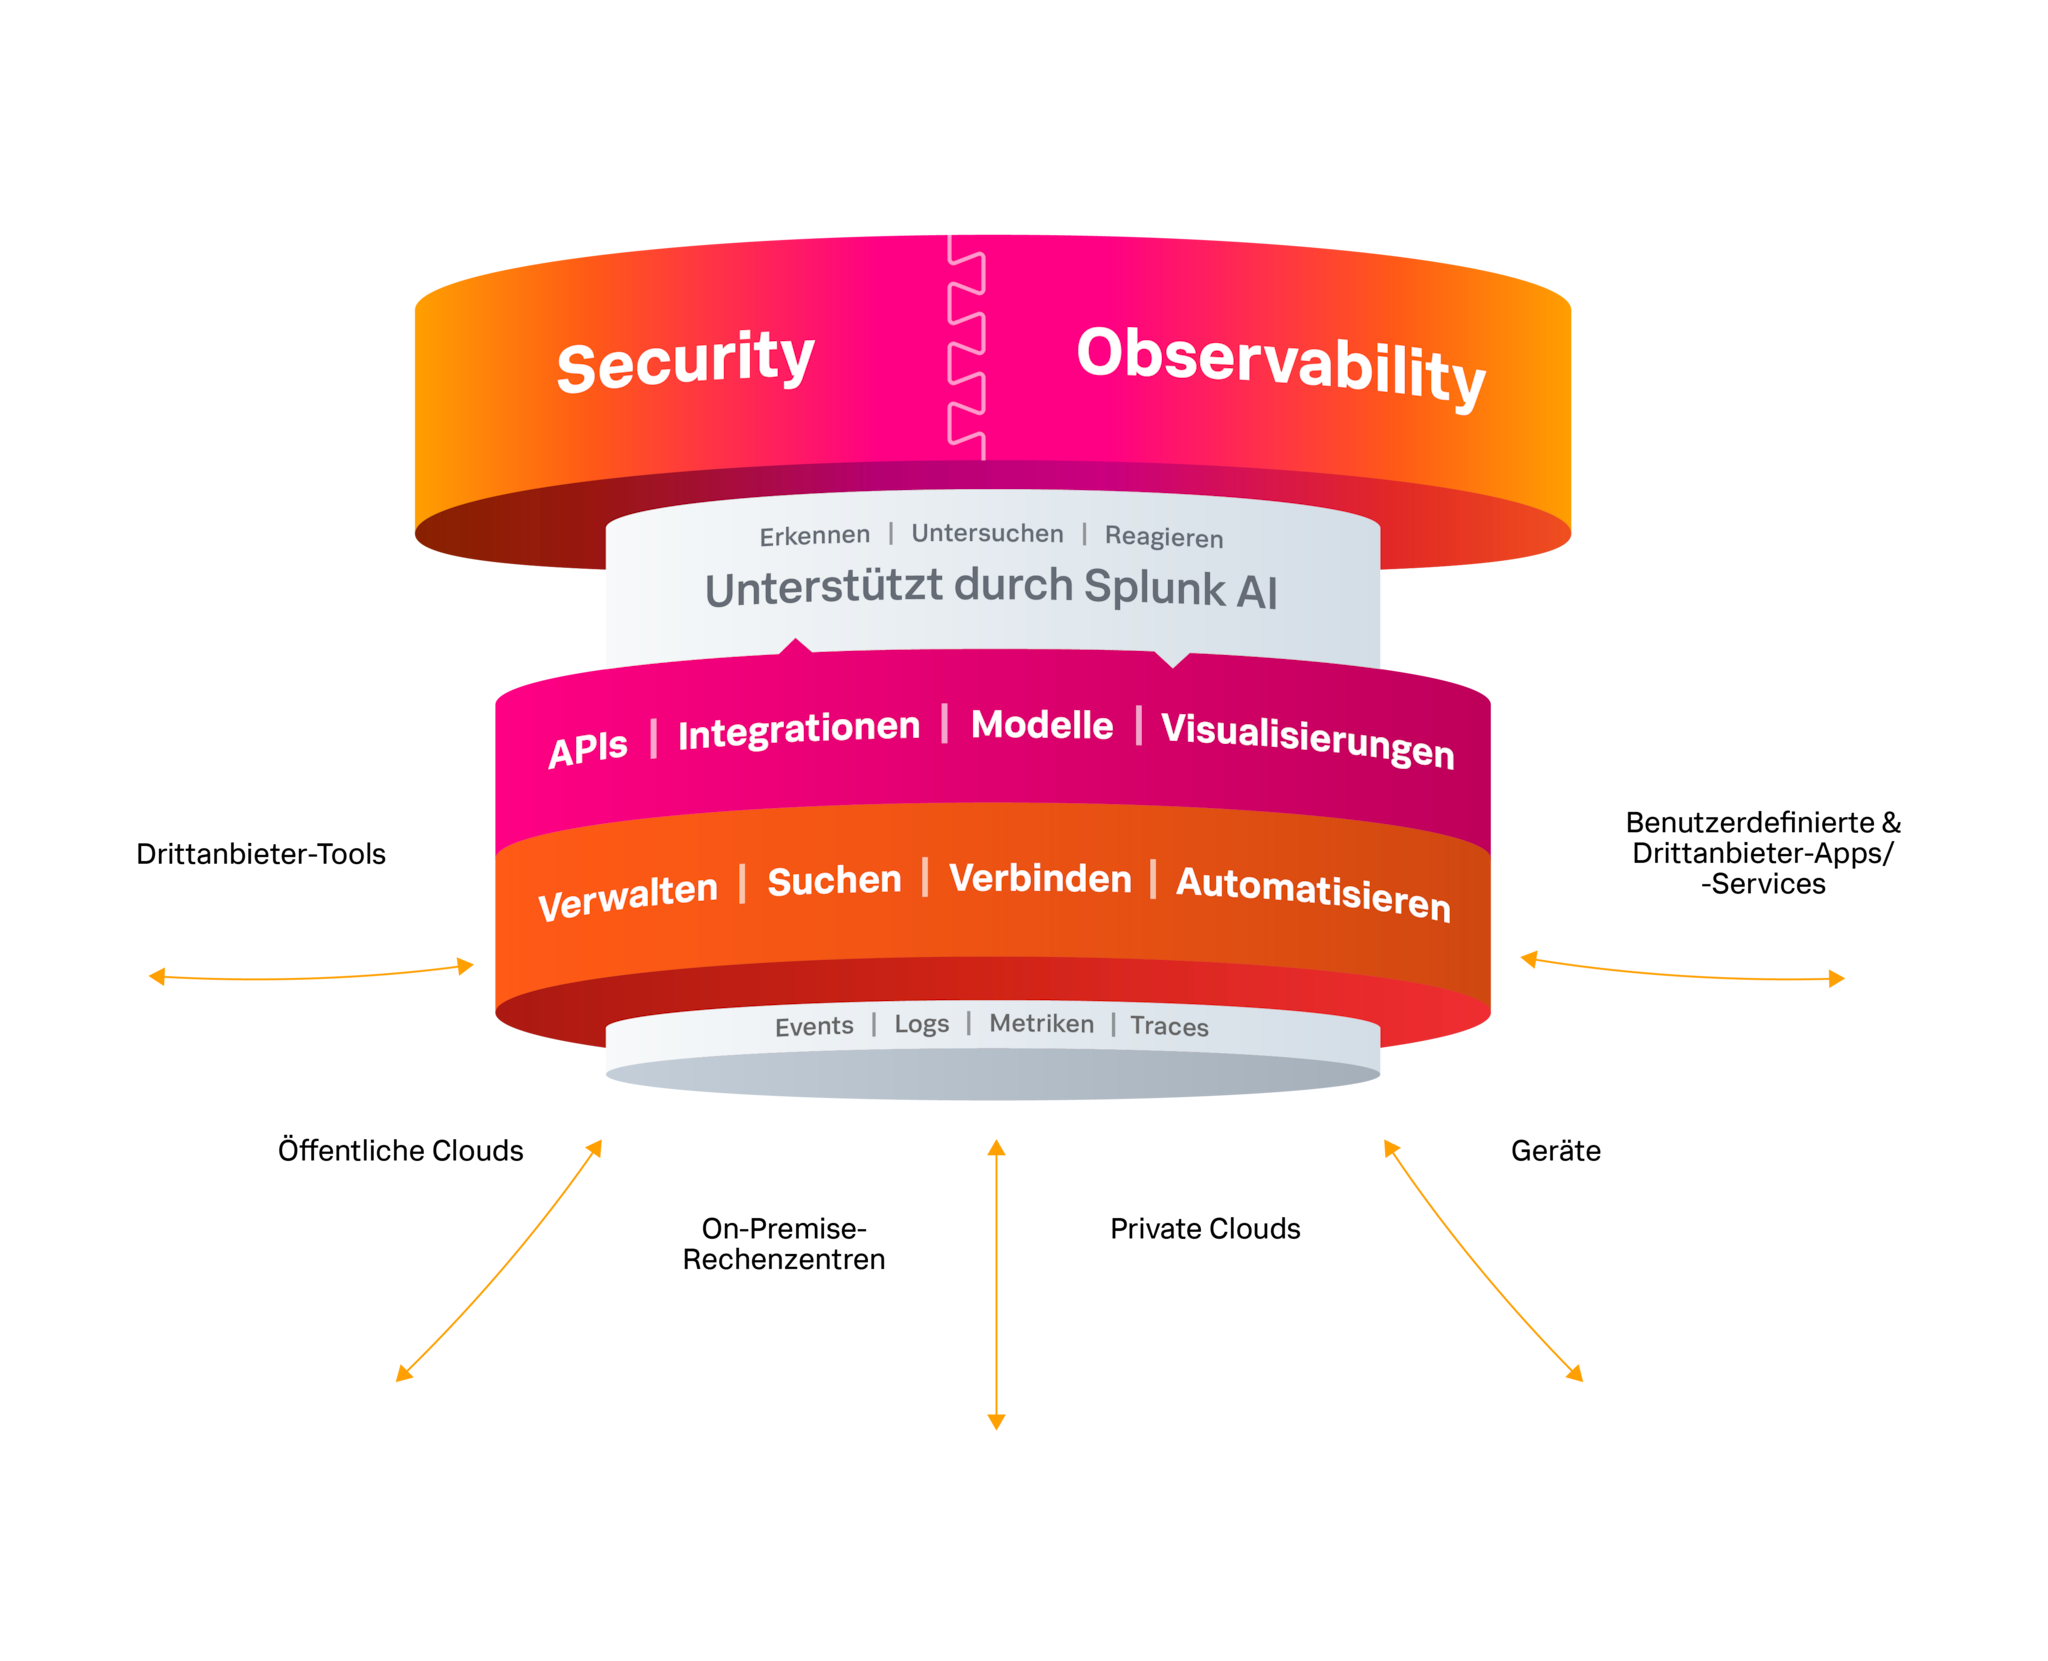 Security
Observability
Erkennen | Untersuchen | Reagieren
Unterstützt durch Splunk AI
APIs | Integrationen | Modelle | Visualisierungen
Verwalten | Suchen | Verbinden | Automatisieren
Events | Logs | Metriken | Traces
Drittanbieter-Tools
Benutzerdefinierte &
Drittanbieter-Apps/
-Services
Öffentliche Clouds
On-Premise-
Rechenzentren
Private Clouds
Geräte